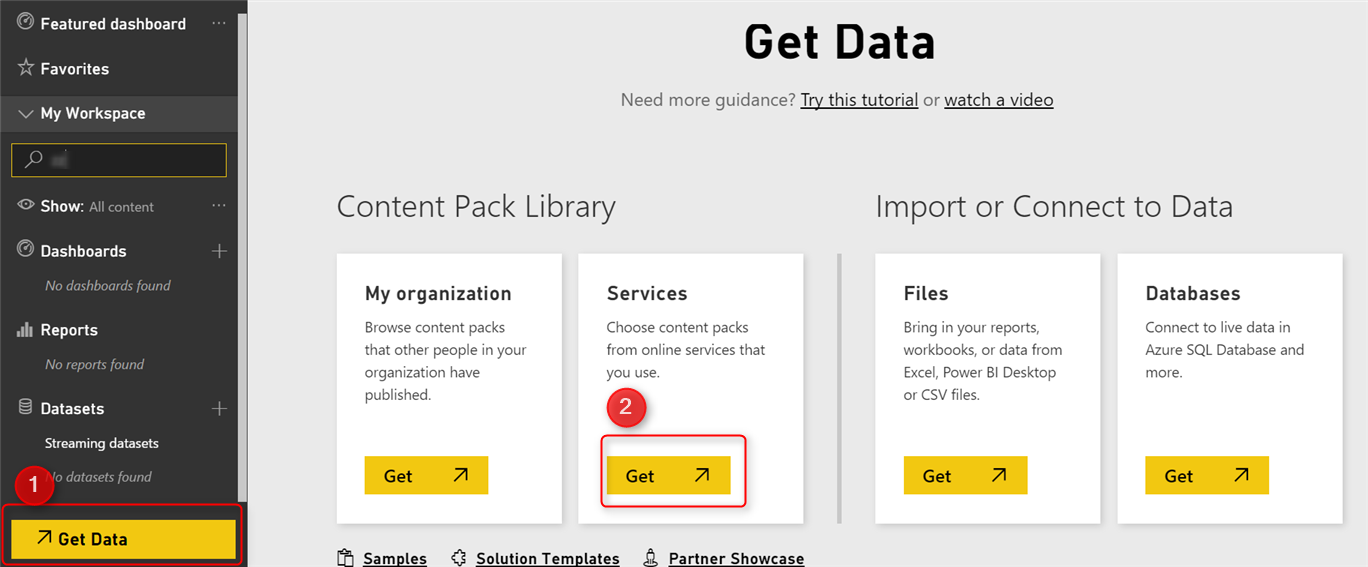 Featured dashboard ...
Favorites
My Workspace
Show: All content ...
Dashboards +
No dashboards found
Reports
No reports found
Datasets +
Streaming datasets
No datasets found
1
Get Data
Get Data
Need more guidance? Try this tutorial or watch a video
Content Pack Library
My organization
Browse content packs
that other people in your
organization have
published.
Get
Services
Choose content packs
from online services that
you use.
2
Get
Import or Connect to Data
Files
Bring in your reports,
workbooks, or data from
Excel, Power BI Desktop
or CSV files.
Get
Databases
Connect to live data in
Azure SQL Database and
more.
Get
Samples
Solution Templates
Partner Showcase